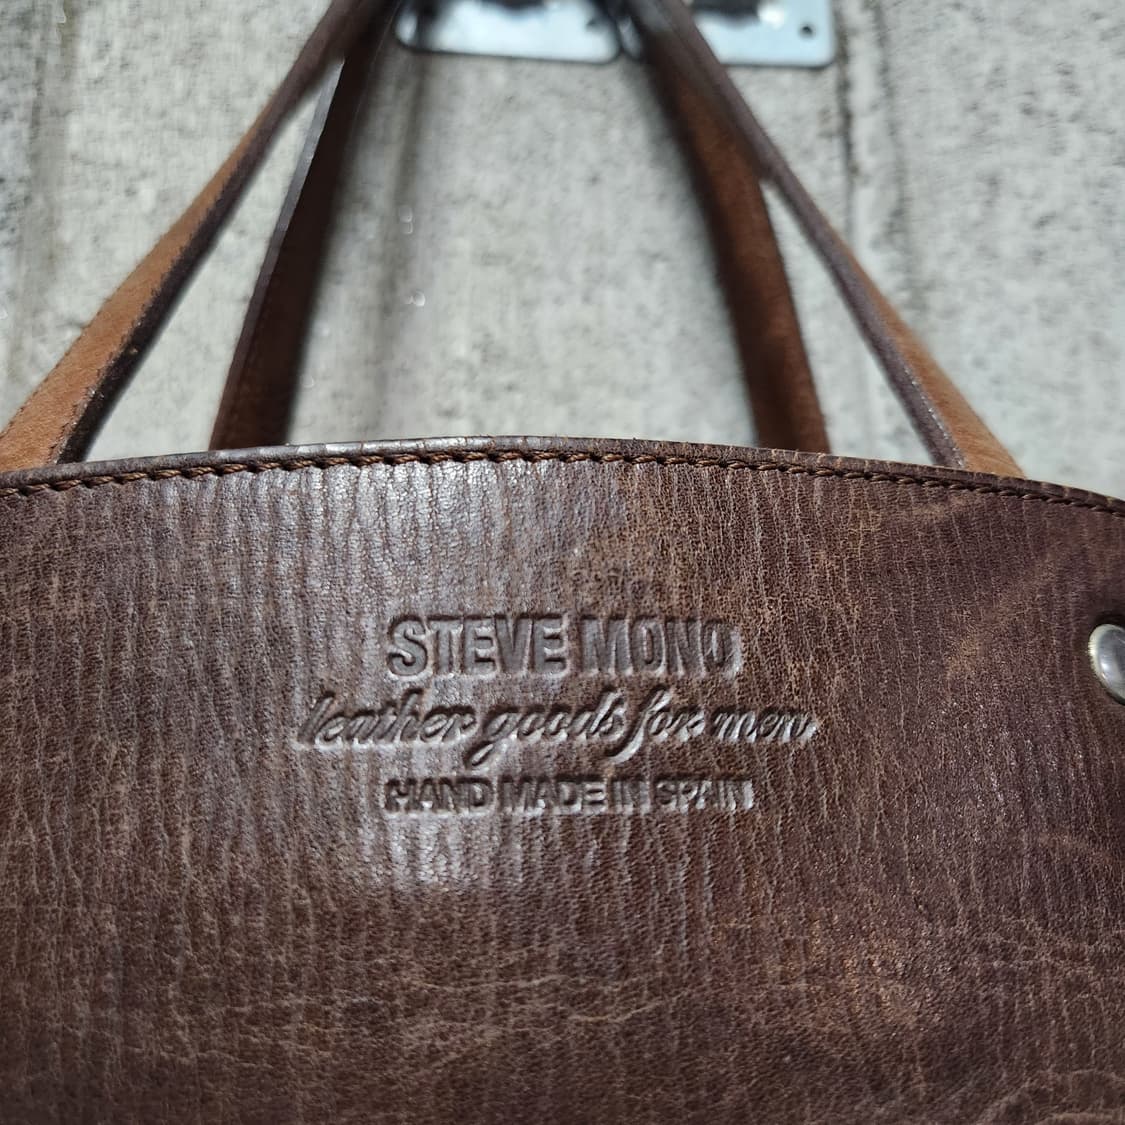 STEVE MONO
leather goods for men
HAND MADE IN SPAIN